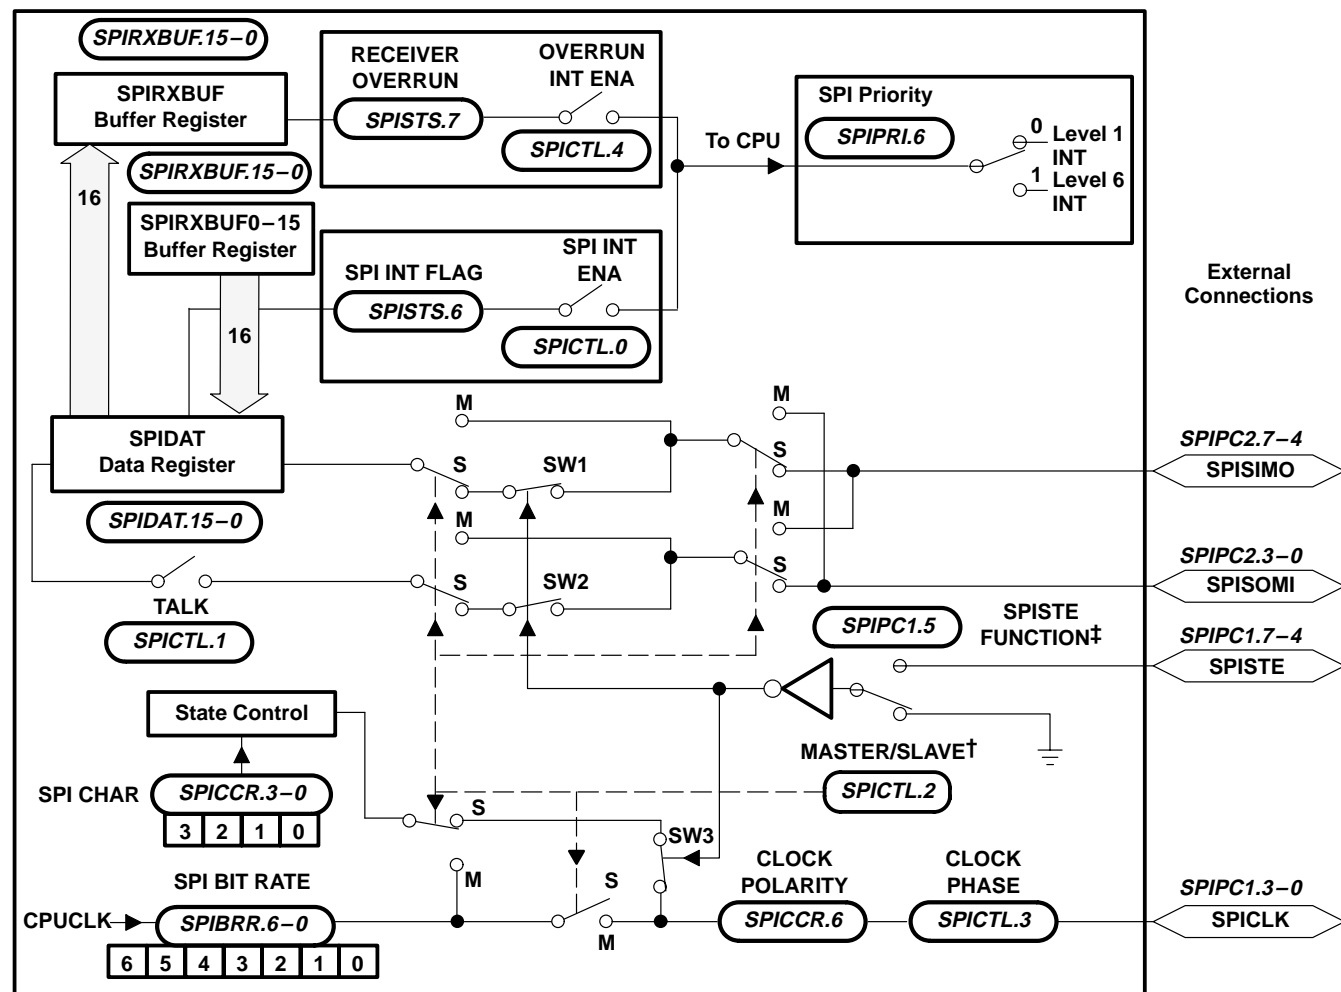 SPIRXBUF.15–0
SPIRXBUF
Buffer Register
RECEIVER
OVERRUN
SPISTS.7
OVERRUN
INT ENA
SPICTL.4
To CPU
SPI Priority
SPIPRI.6
0
Level 1
INT
1
Level 6
INT
16
SPIRXBUF.15–0
SPIRXBUF0–15
Buffer Register
16
SPI INT FLAG
SPISTS.6
SPI INT
ENA
SPICTL.0
External
Connections
SPIDAT
Data Register
SPIDAT.15–0
M
S
SW1
M
S
SW2
M
S
M
S
SPIPC2.7–4
SPISIMO
SPIPC2.3–0
SPISOMI
TALK
SPICTL.1
SPIPC1.5
SPISTE
FUNCTION‡
SPIPC1.7–4
SPISTE
State Control
MASTER/SLAVE†
SPICTL.2
SPI CHAR
SPICCR.3–0
3 2 1 0
S
M
SW3
SPI BIT RATE
CPUCLK
SPIBRR.6–0
6 5 4 3 2 1 0
S
M
CLOCK
POLARITY
SPICCR.6
CLOCK
PHASE
SPICTL.3
SPIPC1.3–0
SPICLK